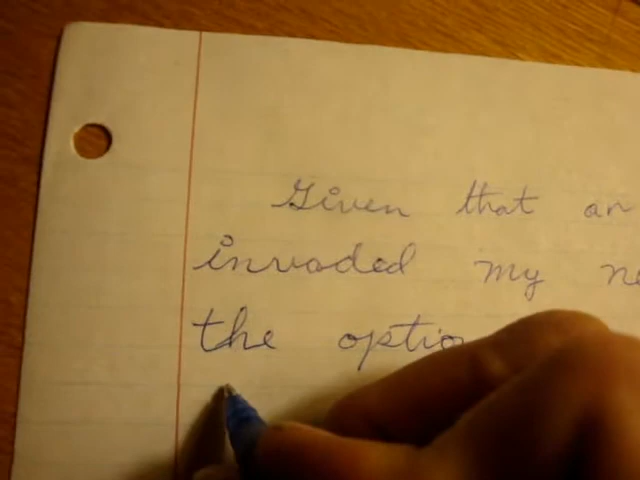 Given that an
invaded my
the